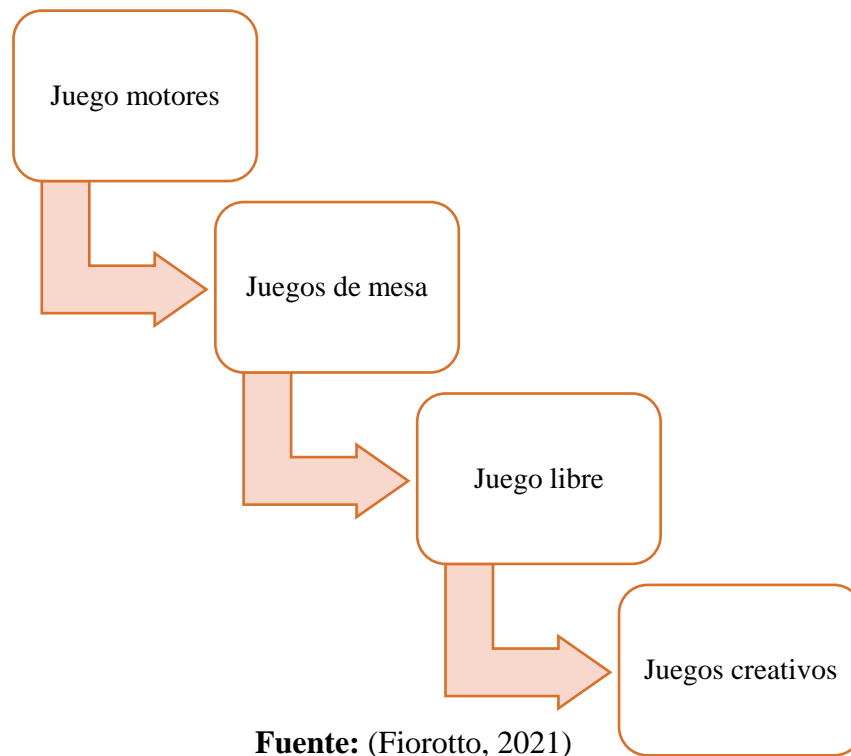 Juego motores
Juegos de mesa
Juego libre
Juegos creativos
Fuente: (Fiorotto, 2021)